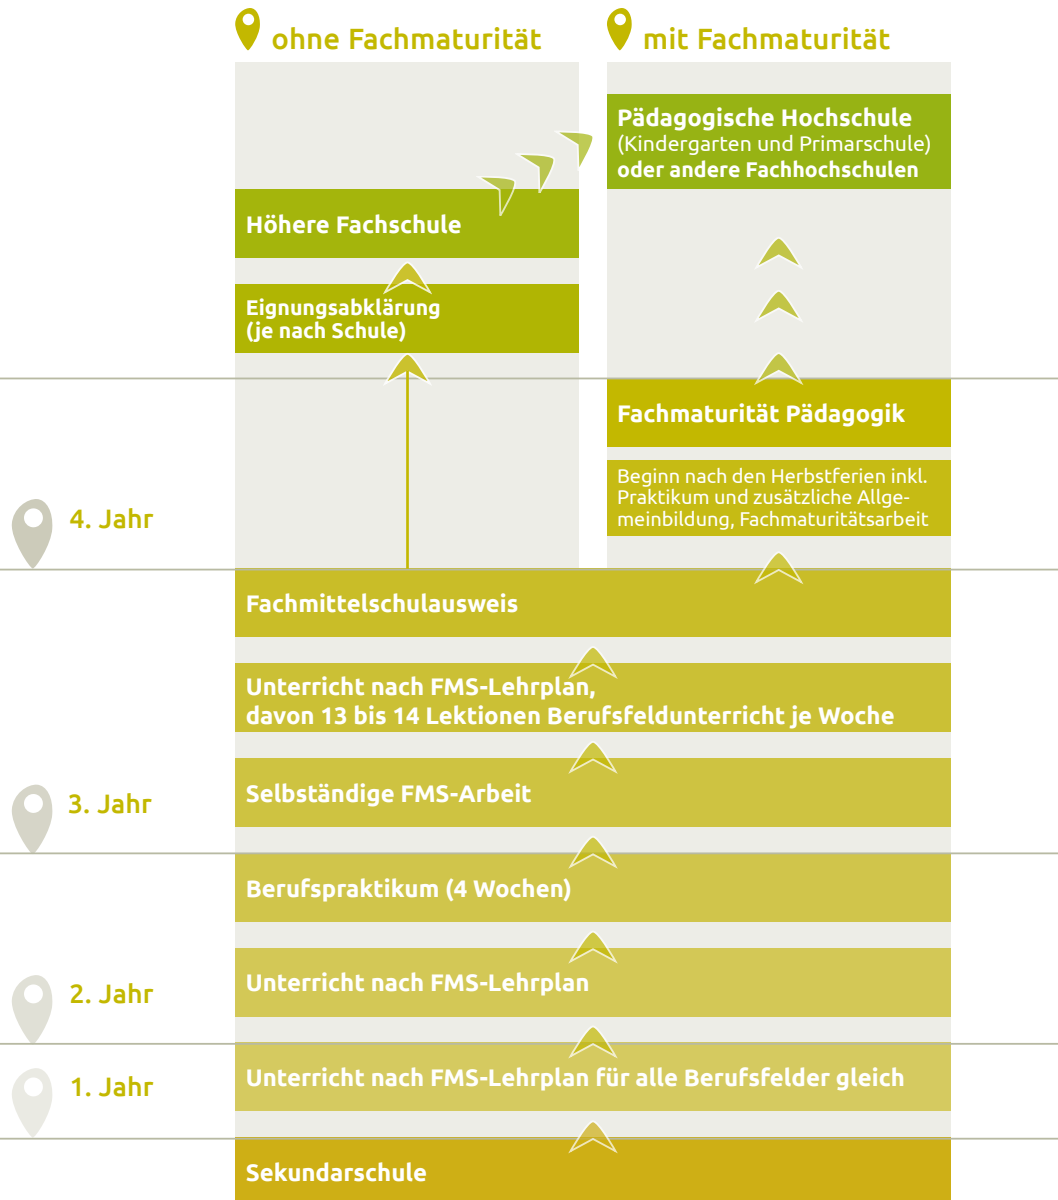 ohne Fachmaturität
mit Fachmaturität
Pädagogische Hochschule
(Kindergarten und Primarschule)
oder andere Fachhochschulen
Höhere Fachschule
Eignungsabklärung
(je nach Schule)
Fachmaturität Pädagogik
Beginn nach den Herbstferien inkl.
Praktikum und zusätzliche Allge-
meinbildung, Fachmaturitätsarbeit
4. Jahr
Fachmittelschulausweis
Unterricht nach FMS-Lehrplan,
davon 13 bis 14 Lektionen Berufsfeldunterricht je Woche
3. Jahr
Selbständige FMS-Arbeit
Berufspraktikum (4 Wochen)
2. Jahr
Unterricht nach FMS-Lehrplan
1. Jahr
Unterricht nach FMS-Lehrplan für alle Berufsfelder gleich
Sekundarschule